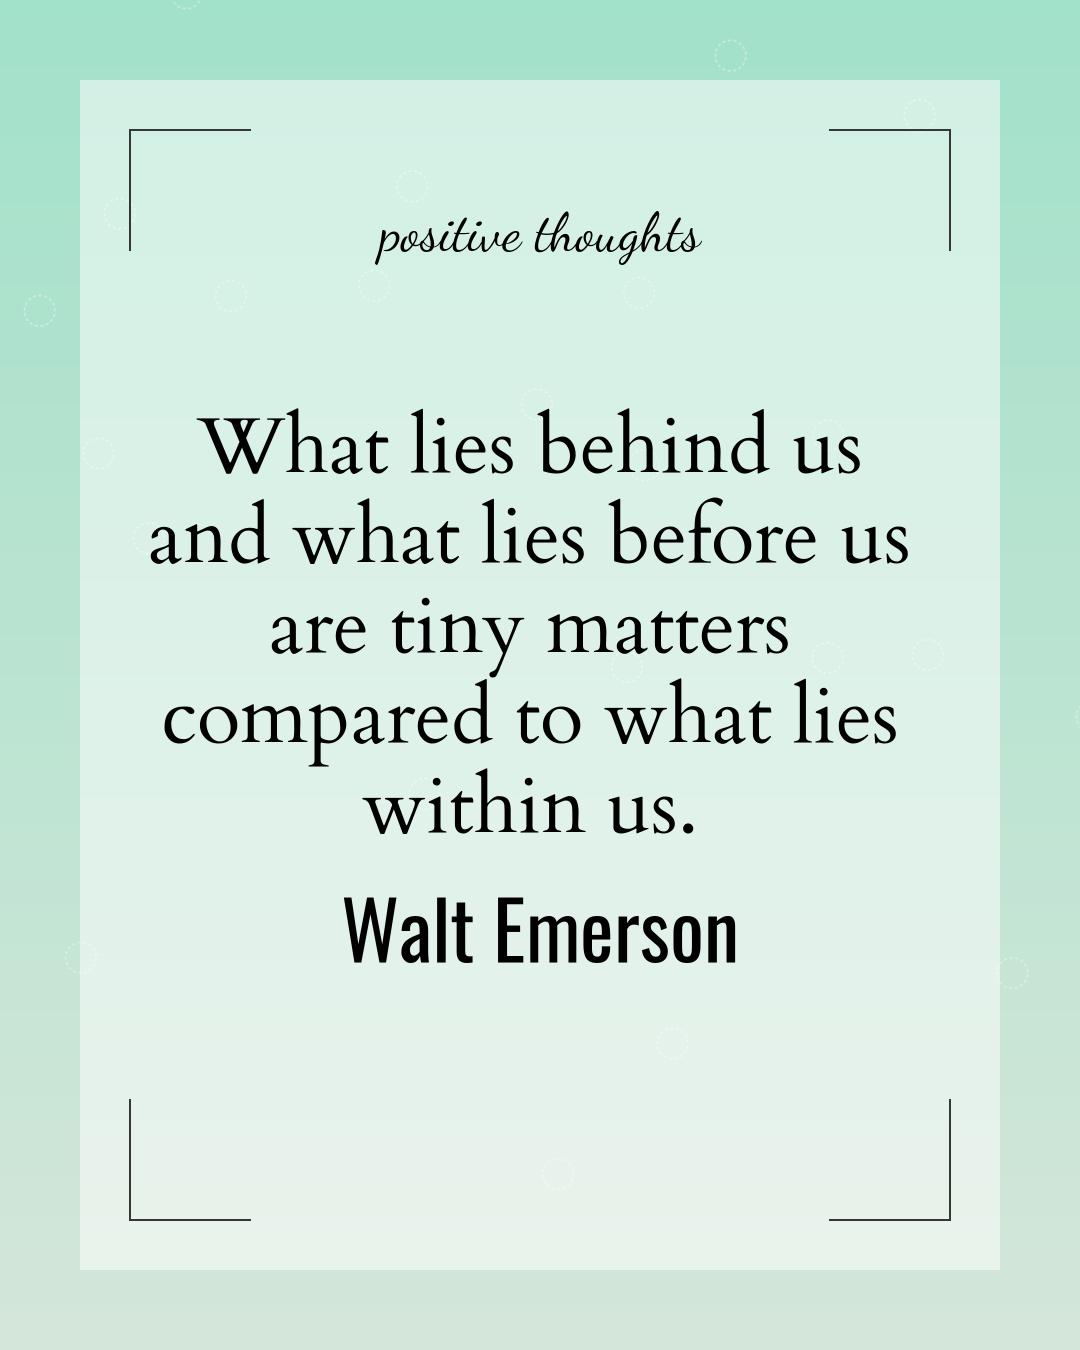 positive thoughts
What lies behind us
and what lies before us
are tiny matters
compared to what lies
within us.
Walt Emerson